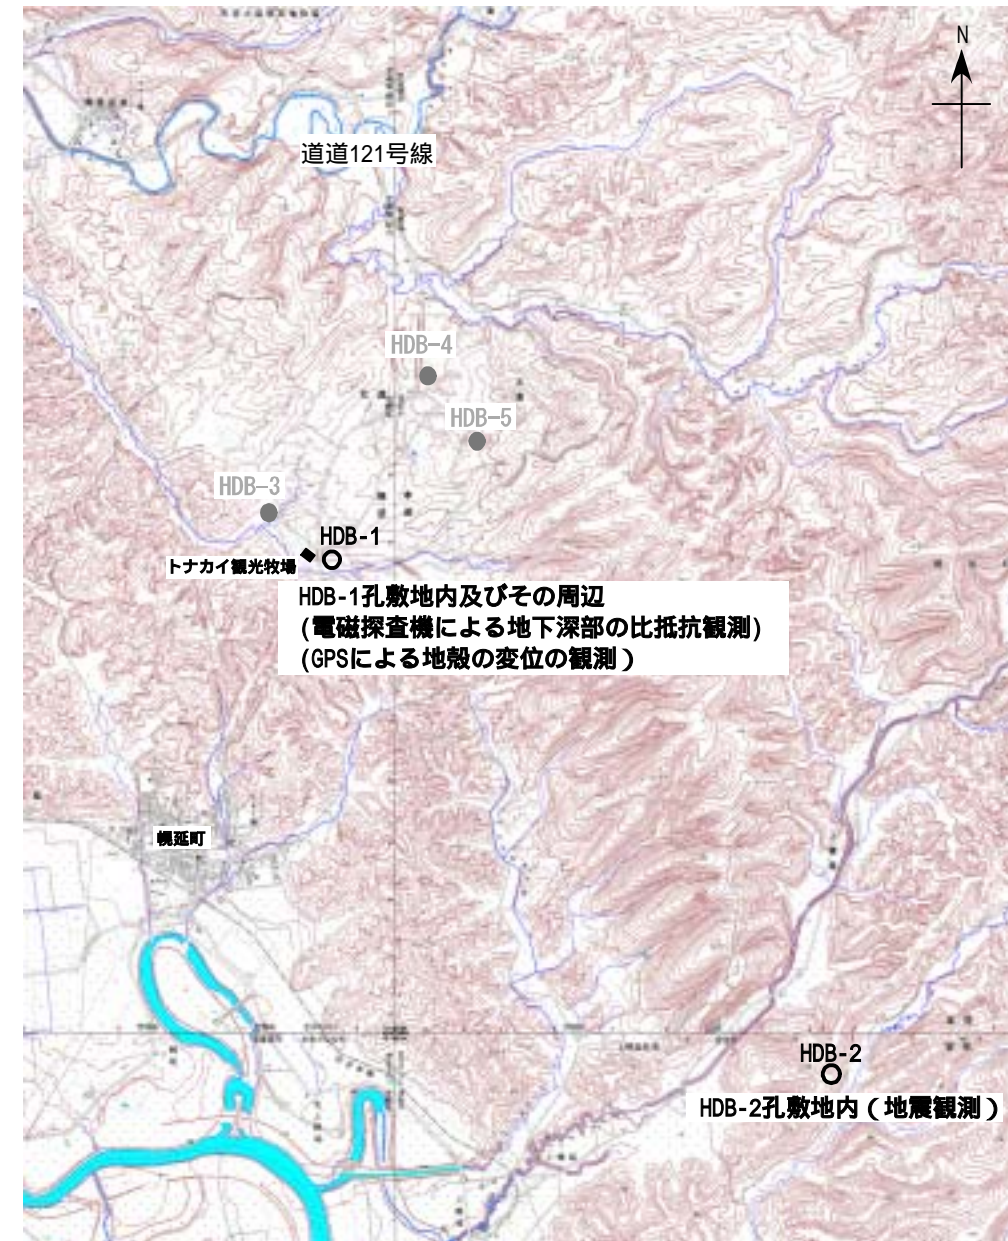 N
道道121号線
HDB-4
HDB-5
HDB-3
HDB-1
トナカイ観光牧場
HDB-1孔敷地内及びその周辺
(電磁探査機による地下深部の比抵抗観測)
(GPSによる地殻の変位の観測)
幌延町
HDB-2
HDB-2孔敷地内(地震観測)